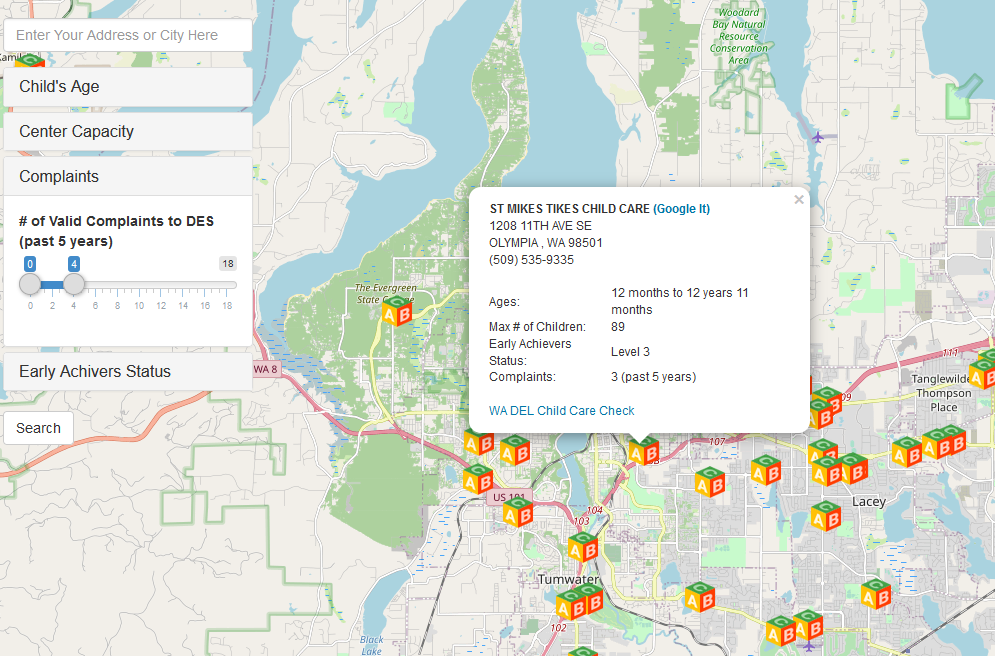 Enter Your Address or City Here
Child's Age
Center Capacity
Complaints
# of Valid Complaints to DES
(past 5 years)
0 4 18
0 2 4 6 8 10 12 14 16 18
Early Achivers Status
Search
Woodard
Bay Natural
Resource
Conservation
Area
The Evergreen
State
WA 8
ST MIKES TIKES CHILD CARE (Google It)
×
1208 11TH AVE SE
OLYMPIA , WA 98501
(509) 535-9335
Ages: 12 months to 12 years 11
months
Max # of Children: 89
Early Achievers
Status: Level 3
Complaints: 3 (past 5 years)
WA DEL Child Care Check
111
Tanglewilde
Thompson
Place
107
US 101
104
103
Lacey
Tumwater
102
Black
Lake